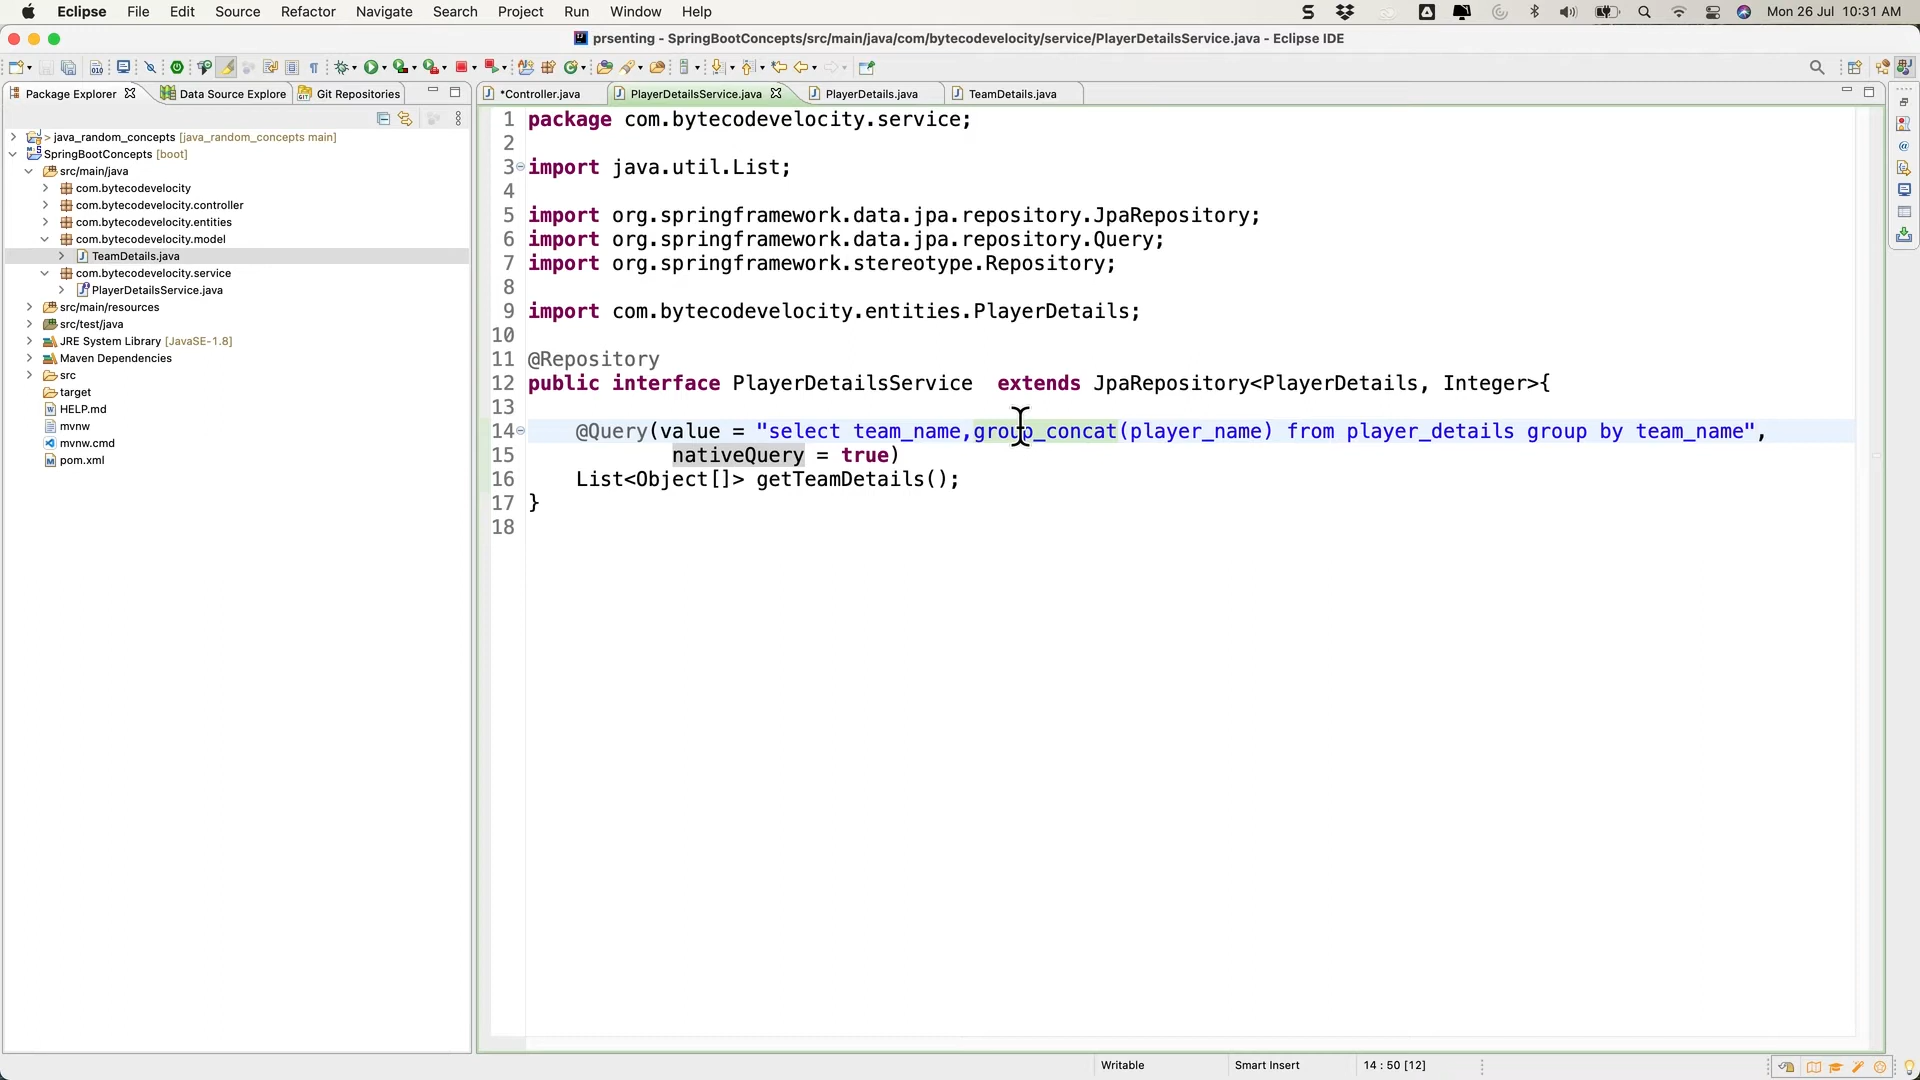 Eclipse File Edit Source Refactor Navigate Search Project Run Window Help Mon 26 Jul 10:31 AM
prsenting - SpringBootConcepts/src/main/java/com/bytecodevelocity/service/PlayerDetailsService.java - Eclipse IDE
Package Explorer Data Source Explore Git Repositories
*Controller.java PlayerDetailsService.java PlayerDetails.java TeamDetails.java
> java_random_concepts [java_random_concepts main]
SpringBootConcepts [boot]
src/main/java
com.bytecodevelocity
com.bytecodevelocity.controller
com.bytecodevelocity.entities
com.bytecodevelocity.model
TeamDetails.java
com.bytecodevelocity.service
PlayerDetailsService.java
src/main/resources
src/test/java
JRE System Library [JavaSE-1.8]
Maven Dependencies
src
target
HELP.md
mvnw
mvnw.cmd
pom.xml
1 package com.bytecodevelocity.service;
2
3 import java.util.List;
4
5 import org.springframework.data.jpa.repository.JpaRepository;
6 import org.springframework.data.jpa.repository.Query;
7 import org.springframework.stereotype.Repository;
8
9 import com.bytecodevelocity.entities.PlayerDetails;
10
11 @Repository
12 public interface PlayerDetailsService extends JpaRepository<PlayerDetails, Integer>{
13
14 @Query(value = "select team_name,group_concat(player_name) from player_details group by team_name",
15 nativeQuery = true)
16 List<Object[]> getTeamDetails();
17 }
18
Writable Smart Insert 14 : 50 [12]